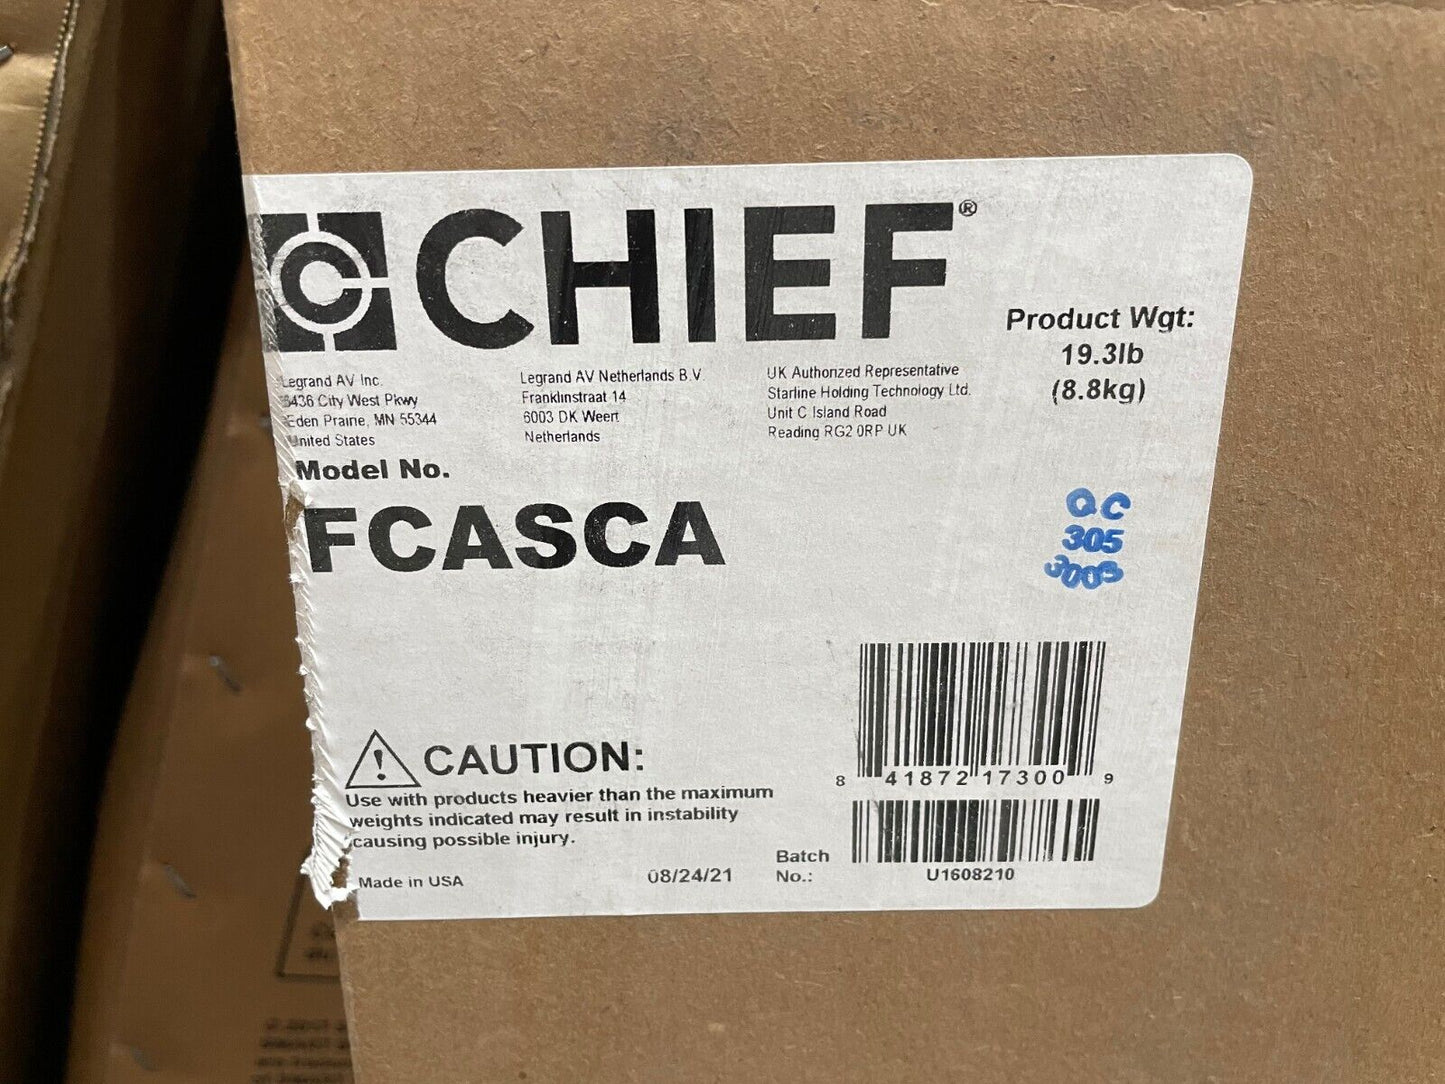 CHIEF®
Product Wgt:
19.3lb
(8.8kg)
Legrand AV Inc.
6436 City West Pkwy
Eden Prairie, MN 55344
United States
Legrand AV Netherlands B.V.
Franklinstraat 14
6003 DK Weert
Netherlands
UK Authorized Representative
Starline Holding Technology Ltd.
Unit C Island Road
Reading RG2 0RP UK
Model No.
FCASCA
QC
305
3003
8 41872 17300 9
CAUTION:
Use with products heavier than the maximum
weights indicated may result in instability
causing possible injury.
Made in USA
08/24/21
Batch
No.:
U1608210